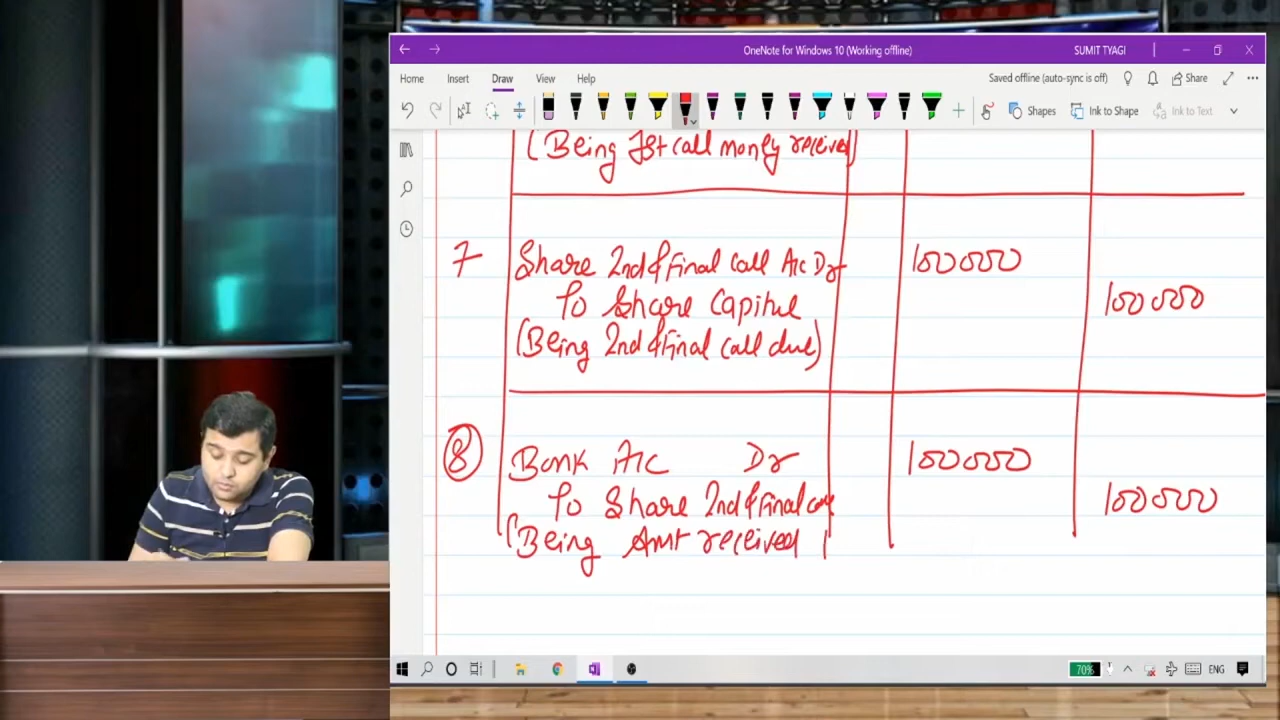 OneNote for Windows 10 (Working offline)
SUMIT TYAGI
Home Insert Draw View Help
Saved offline (auto-sync is off)
Share
Shapes
Ink to Shape
Ink to Text
(Being 1st call money received)
7 Share 2nd & Final call A/c Dr 100000
To Share Capital 100000
(Being 2nd & Final call due)
8 Bank A/c Dr 100000
To Share 2nd & Final call 100000
(Being Amt received
70%
ENG